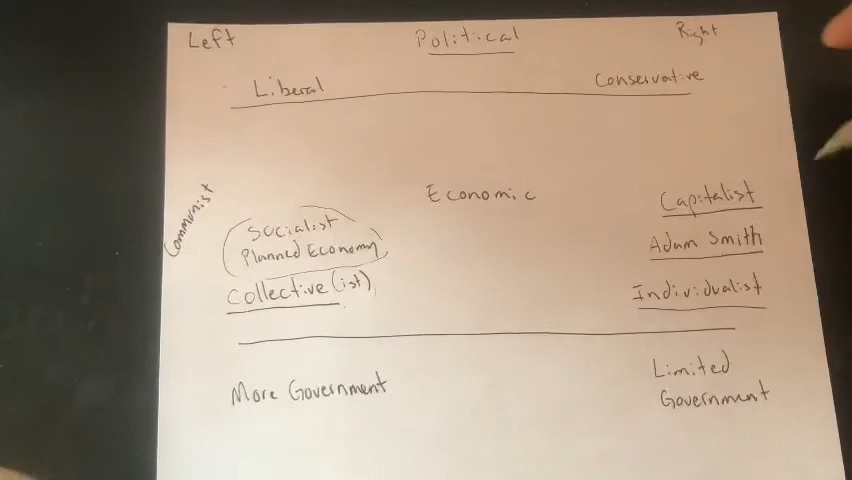 Left Political Right
Liberal Conservative
Communist
Economic
Socialist
Planned Economy
Collective (ist)
Capitalist
Adam Smith
Individualist
More Government
Limited
Government